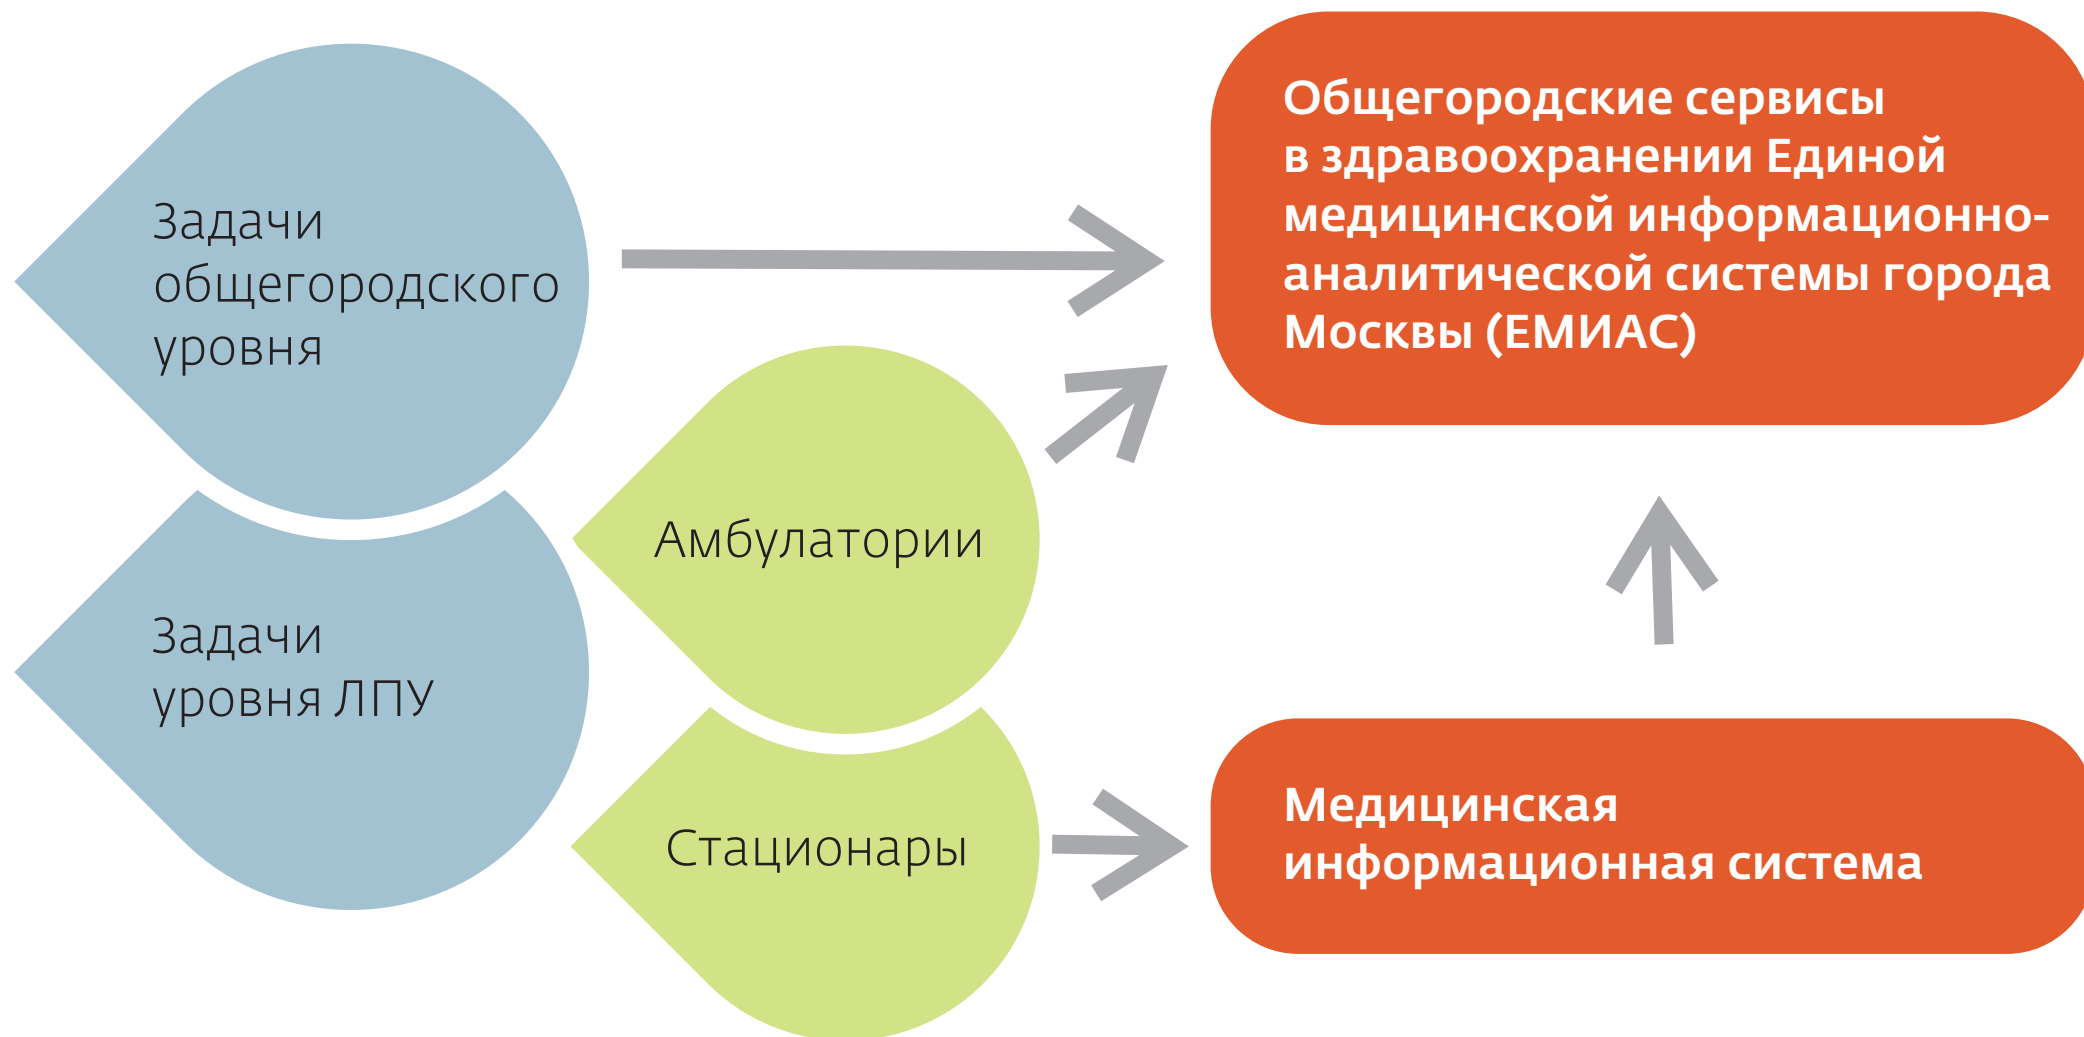 Задачи
общегородского
уровня
Общегородские сервисы
в здравоохранении Единой
медицинской информационно-
аналитической системы города
Москвы (ЕМИАС)
Амбулатории
Задачи
уровня ЛПУ
Стационары
Медицинская
информационная система